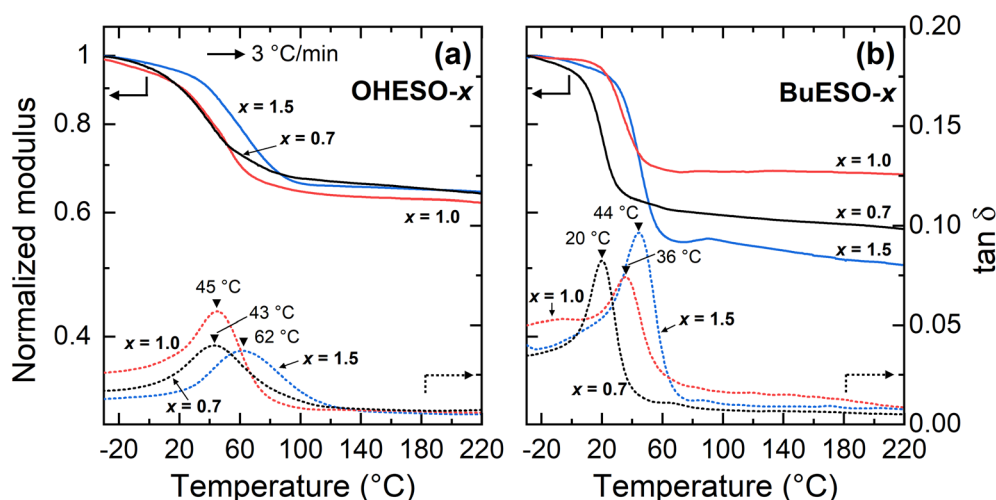 Normalized modulus
1
0.8
0.6
0.4
3 °C/min
(a)
OHESO-x
x = 1.5
x = 0.7
x = 1.0
45 °C
43 °C
62 °C
x = 1.0
x = 1.5
x = 0.7
-20 20 60 100 140 180 220
Temperature (°C)
(b)
BuESO-x
x = 1.0
x = 0.7
x = 1.5
44 °C
20 °C
36 °C
x = 1.0
x = 1.5
x = 0.7
-20 20 60 100 140 180 220
Temperature (°C)
0.20
0.15
0.10
0.05
0.00
tan δ